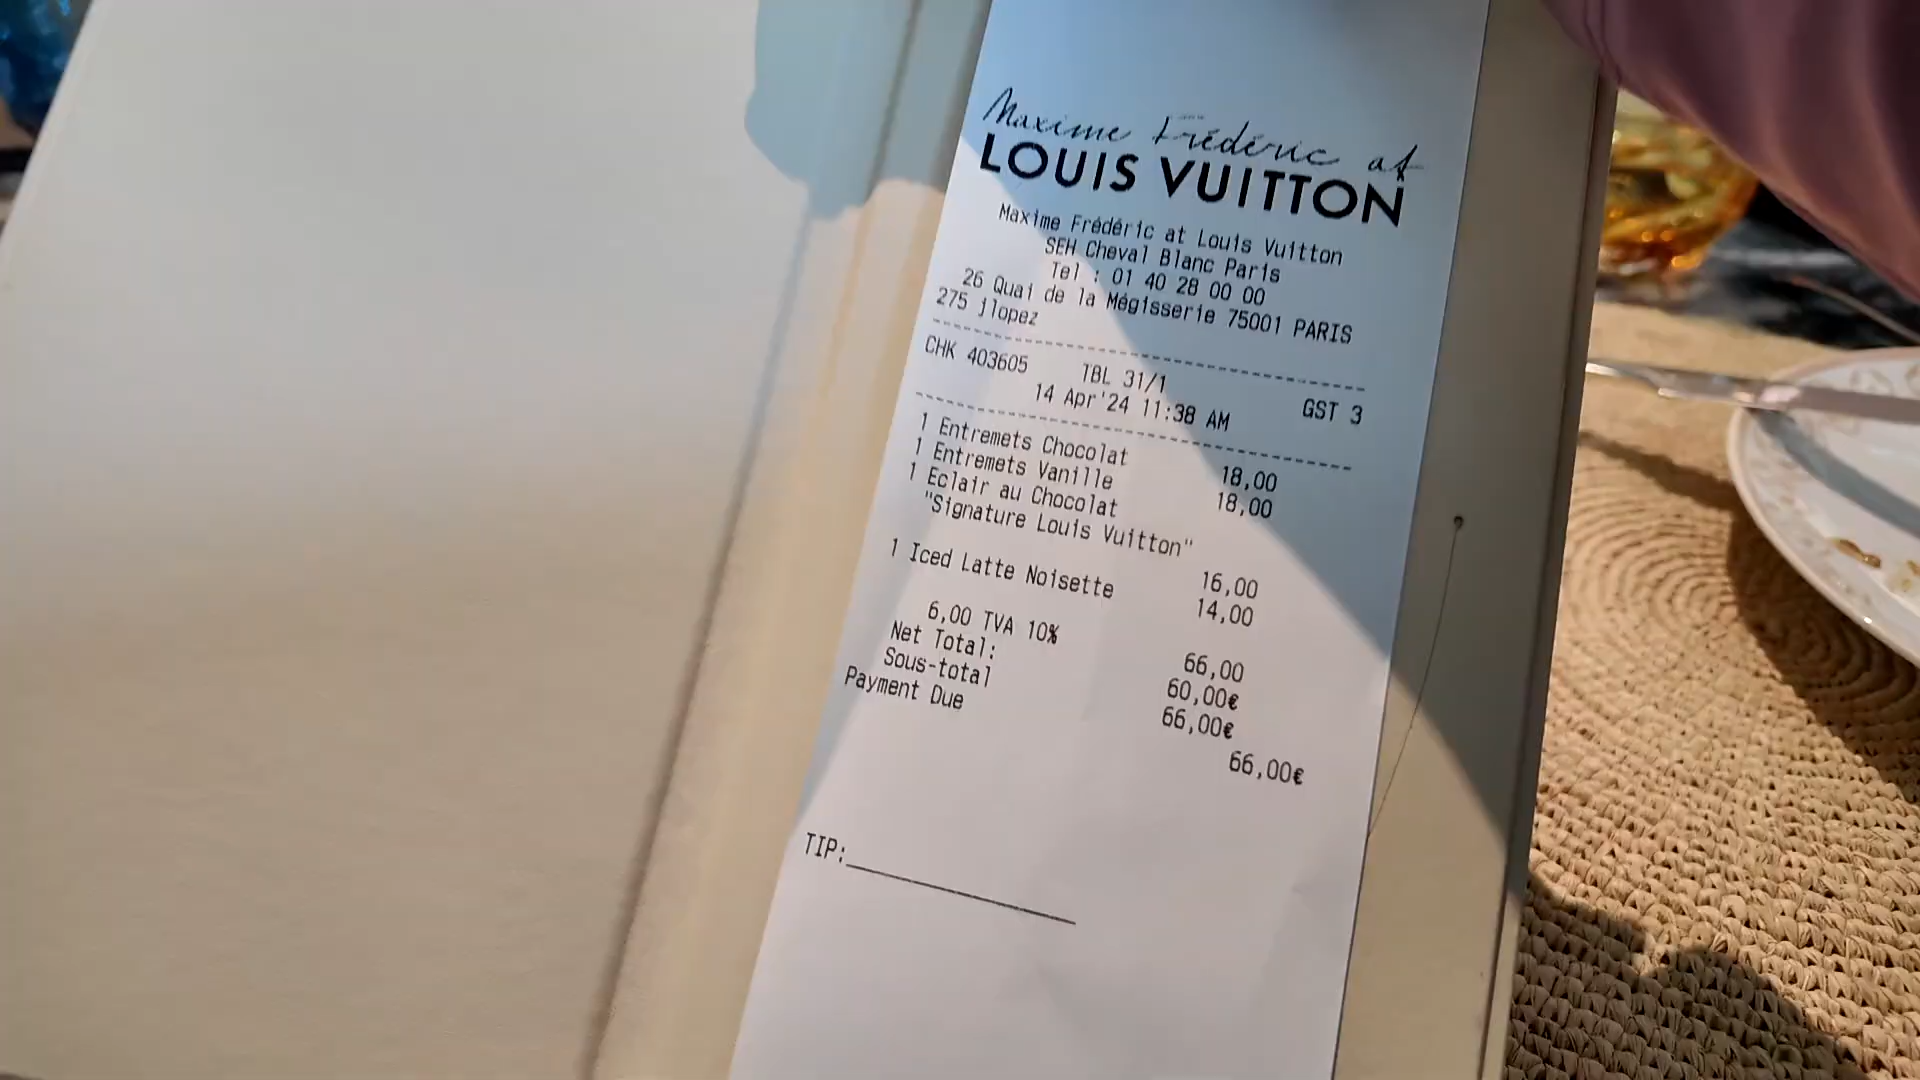 Maxime Frédéric at
LOUIS VUITTON
Maxime Frédéric at Louis Vuitton
SEH Cheval Blanc Paris
Tel : 01 40 28 00 00
26 Quai de la Mégisserie 75001 PARIS
275 jlopez
CHK 403605 TBL 31/1 GST 3
14 Apr'24 11:38 AM
1 Entremets Chocolat 18,00
1 Entremets Vanille 18,00
1 Eclair au Chocolat
"Signature Louis Vuitton" 16,00
1 Iced Latte Noisette 14,00
6,00 TVA 10% 66,00
Net Total: 60,00€
Sous-total 66,00€
Payment Due 66,00€
TIP: